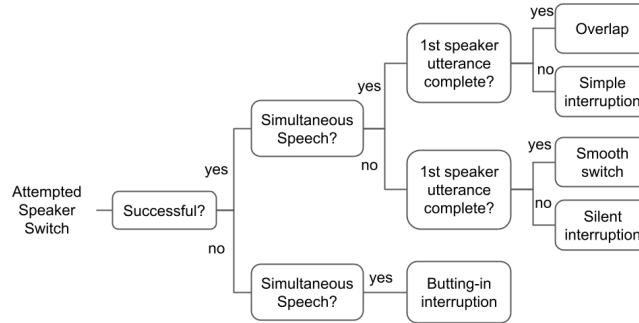 Attempted
Speaker
Switch
Successful?
yes
no
Simultaneous
Speech?
yes
no
1st speaker
utterance
complete?
yes
no
Overlap
Simple
interruption
1st speaker
utterance
complete?
yes
no
Smooth
switch
Silent
interruption
Simultaneous
Speech?
yes
Butting-in
interruption